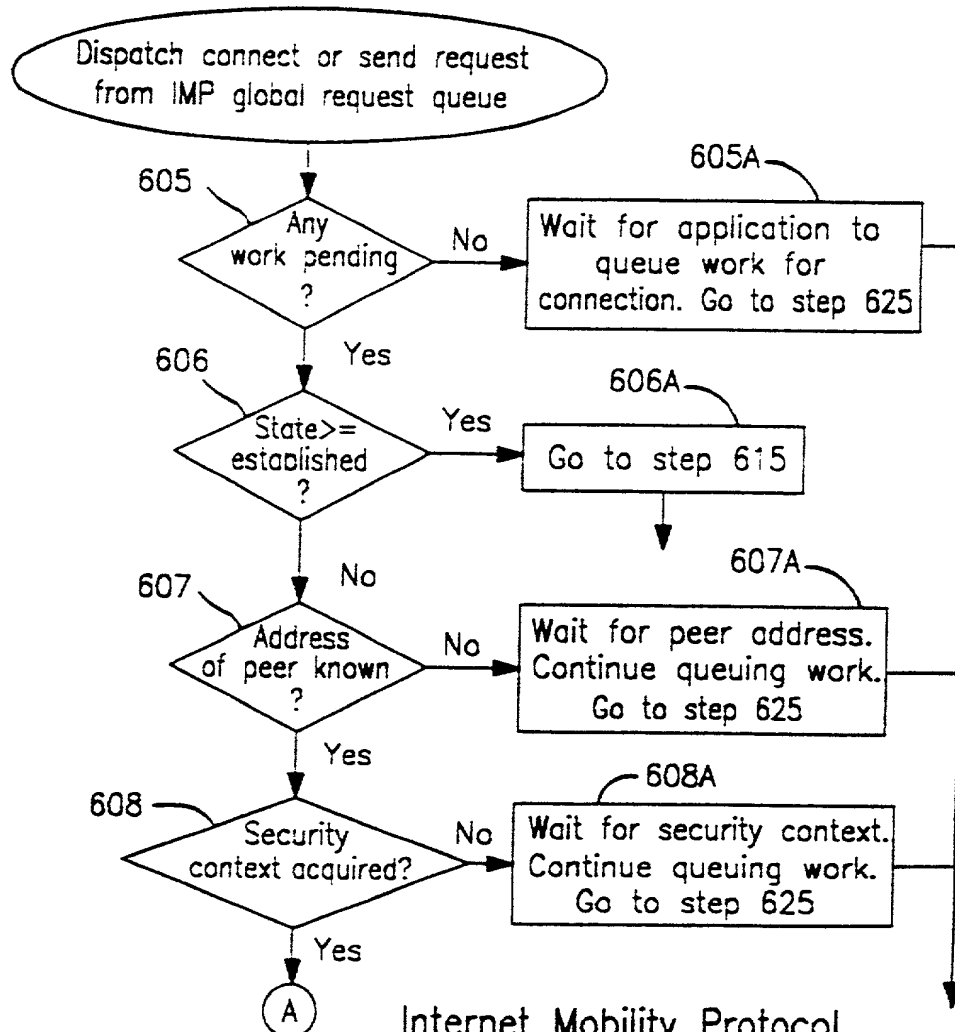 Dispatch connect or send request
from IMP global request queue
605
Any
work pending
?
No
605A
Wait for application to
queue work for
connection. Go to step 625
Yes
606
State>=
established
?
Yes
606A
Go to step 615
No
607
Address
of peer known
?
No
607A
Wait for peer address.
Continue queuing work.
Go to step 625
Yes
608
Security
context acquired?
No
608A
Wait for security context.
Continue queuing work.
Go to step 625
Yes
A
Internet Mobility Protocol